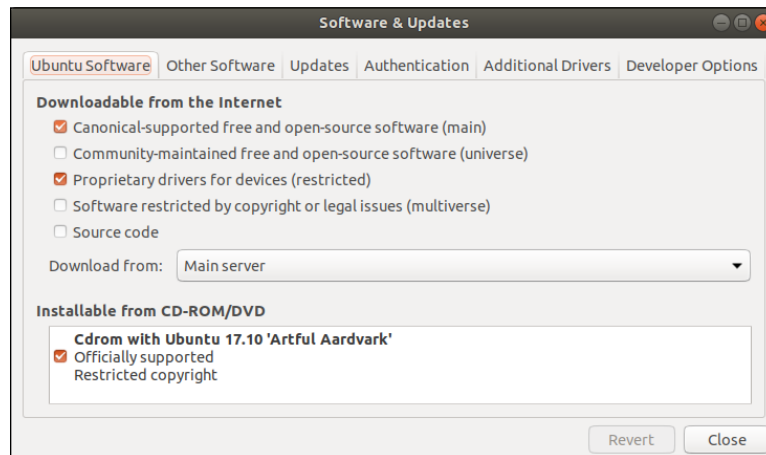 Software & Updates
Ubuntu Software Other Software Updates Authentication Additional Drivers Developer Options
Downloadable from the Internet
Canonical-supported free and open-source software (main)
Community-maintained free and open-source software (universe)
Proprietary drivers for devices (restricted)
Software restricted by copyright or legal issues (multiverse)
Source code
Download from: Main server
Installable from CD-ROM/DVD
Cdrom with Ubuntu 17.10 'Artful Aardvark'
Officially supported
Restricted copyright
Revert Close